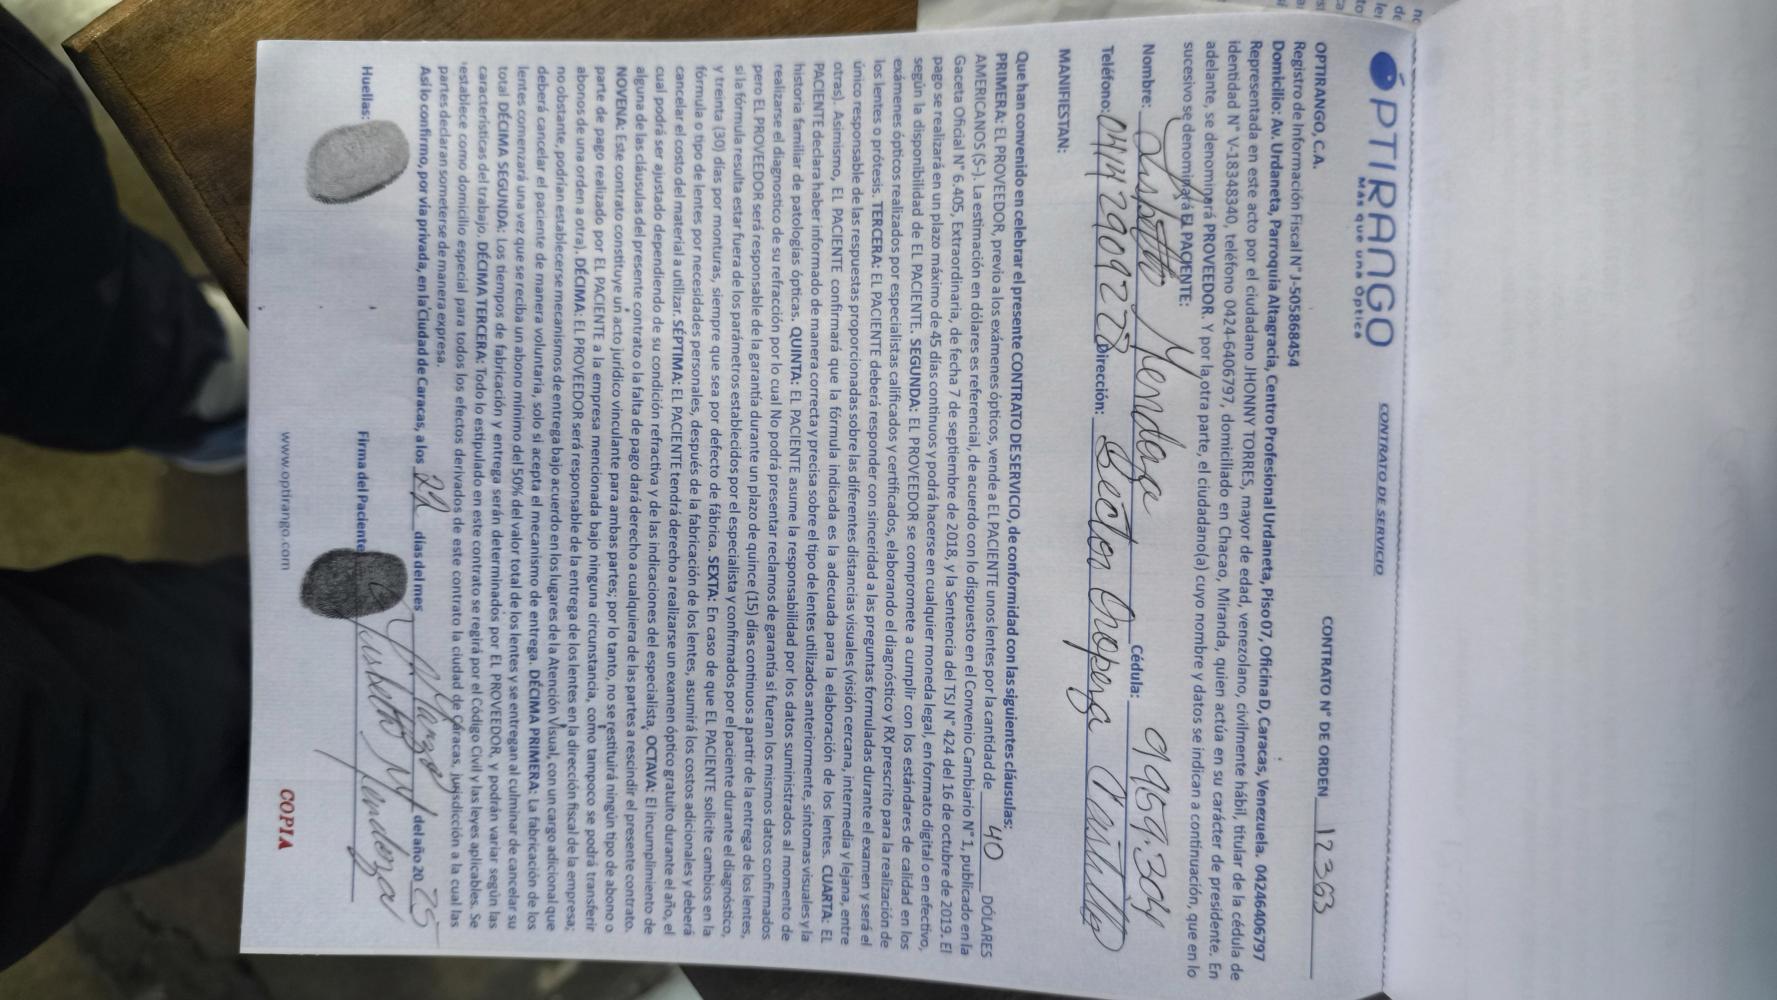 ÓPTIRANGO
Más que una Óptica
CONTRATO DE SERVICIO
CONTRATO N° DE ORDEN 12363
OPTIRANGO, C.A.
Registro de Información Fiscal N° J-505868454
Domicilio: Av. Urdaneta, Parroquia Altagracia, Centro Profesional Urdaneta, Piso 07, Oficina D, Caracas, Venezuela. 04246406797
Representada en este acto por el ciudadano JHONNY TORRES, mayor de edad, venezolano, civilmente hábil, titular de la cédula de
identidad N° V-18348340, teléfono 0424-6406797, domiciliado en Chacao, Miranda, quien actúa en su carácter de presidente. En
adelante, se denominará PROVEEDOR. Y por la otra parte, el ciudadano(a) cuyo nombre y datos se indican a continuación, que en lo
sucesivo se denominará EL PACIENTE:
Nombre: Lisbeth Mendoza Cédula: 9959.304
Teléfono: 04142909228 Dirección: Sector Oropeza Castillo
MANIFIESTAN:
Que han convenido en celebrar el presente CONTRATO DE SERVICIO, de conformidad con las siguientes cláusulas:
PRIMERA: EL PROVEEDOR, previo a los exámenes ópticos, vende a EL PACIENTE unos lentes por la cantidad de 40 DÓLARES
AMERICANOS (S-). La estimación en dólares es referencial, de acuerdo con lo dispuesto en el Convenio Cambiario N° 1, publicado en la
Gaceta Oficial N° 6.405, Extraordinaria, de fecha 7 de septiembre de 2018, y la Sentencia del TSJ N° 424 del 16 de octubre de 2019. El
pago se realizará en un plazo máximo de 45 días continuos y podrá hacerse en cualquier moneda legal, en formato digital o en efectivo,
según la disponibilidad de EL PACIENTE. SEGUNDA: EL PROVEEDOR se compromete a cumplir con los estándares de calidad en los
exámenes ópticos realizados por especialistas calificados y certificados, elaborando el diagnóstico y RX prescrito para la realización de
los lentes o prótesis. TERCERA: EL PACIENTE deberá responder con sinceridad a las preguntas formuladas durante el examen y será el
único responsable de las respuestas proporcionadas sobre las diferentes distancias visuales (visión cercana, intermedia y lejana, entre
otras). Asimismo, EL PACIENTE confirmará que la fórmula indicada es la adecuada para la elaboración de los lentes. CUARTA: EL
PACIENTE declara haber informado de manera correcta y precisa sobre el tipo de lentes utilizados anteriormente, síntomas visuales y la
historia familiar de patologías ópticas. QUINTA: EL PACIENTE asume la responsabilidad por los datos suministrados al momento de
realizarse el diagnostico de su refracción por lo cual No podrá presentar reclamos de garantía si fueran los mismos datos confirmados
pero EL PROVEEDOR será responsable de la garantía durante un plazo de quince (15) días continuos a partir de la entrega de los lentes,
si la fórmula resulta estar fuera de los parámetros establecidos por el especialista y confirmados por el paciente durante el diagnóstico,
y treinta (30) días por monturas, siempre que sea por defecto de fábrica. SEXTA: En caso de que EL PACIENTE solicite cambios en la
fórmula o tipo de lentes por necesidades personales, después de la fabricación de los lentes, asumirá los costos adicionales y deberá
cancelar el costo del material a utilizar. SÉPTIMA: EL PACIENTE tendrá derecho a realizarse un examen óptico gratuito durante el año, el
cual podrá ser ajustado dependiendo de su condición refractiva y de las indicaciones del especialista. OCTAVA: El incumplimiento de
alguna de las cláusulas del presente contrato o la falta de pago dará derecho a cualquiera de las partes a rescindir el presente contrato.
NOVENA: Este contrato constituye un acto jurídico vinculante para ambas partes; por lo tanto, no se restituirá ningún tipo de abono o
parte de pago realizado por EL PACIENTE a la empresa mencionada bajo ninguna circunstancia, como tampoco se podrá transferir
abonos de una orden a otra). DÉCIMA: EL PROVEEDOR será responsable de la entrega de los lentes en la dirección fiscal de la empresa;
no obstante, podrían establecerse mecanismos de entrega bajo acuerdo en los lugares de la Atención Visual, con un cargo adicional que
deberá cancelar el paciente de manera voluntaria, solo si acepta el mecanismo de entrega. DÉCIMA PRIMERA: La fabricación de los
lentes comenzará una vez que se reciba un abono mínimo del 50% del valor total de los lentes y se entregan al culminar de cancelar su
total DÉCIMA SEGUNDA: Los tiempos de fabricación y entrega serán determinados por EL PROVEEDOR, y podrán variar según las
características del trabajo. DÉCIMA TERCERA: Todo lo estipulado en este contrato se regirá por el Código Civil y las leyes aplicables. Se
establece como domicilio especial para todos los efectos derivados de este contrato la ciudad de Caracas, jurisdicción a la cual las
partes declaran someterse de manera expresa.
Así lo confirmo, por vía privada, en la ciudad de Caracas, a los 22 días del mes Marzo del año 2025
Huellas:
Firma del Paciente Lisbeth M Mendoza
www.optirango.com
COPIA